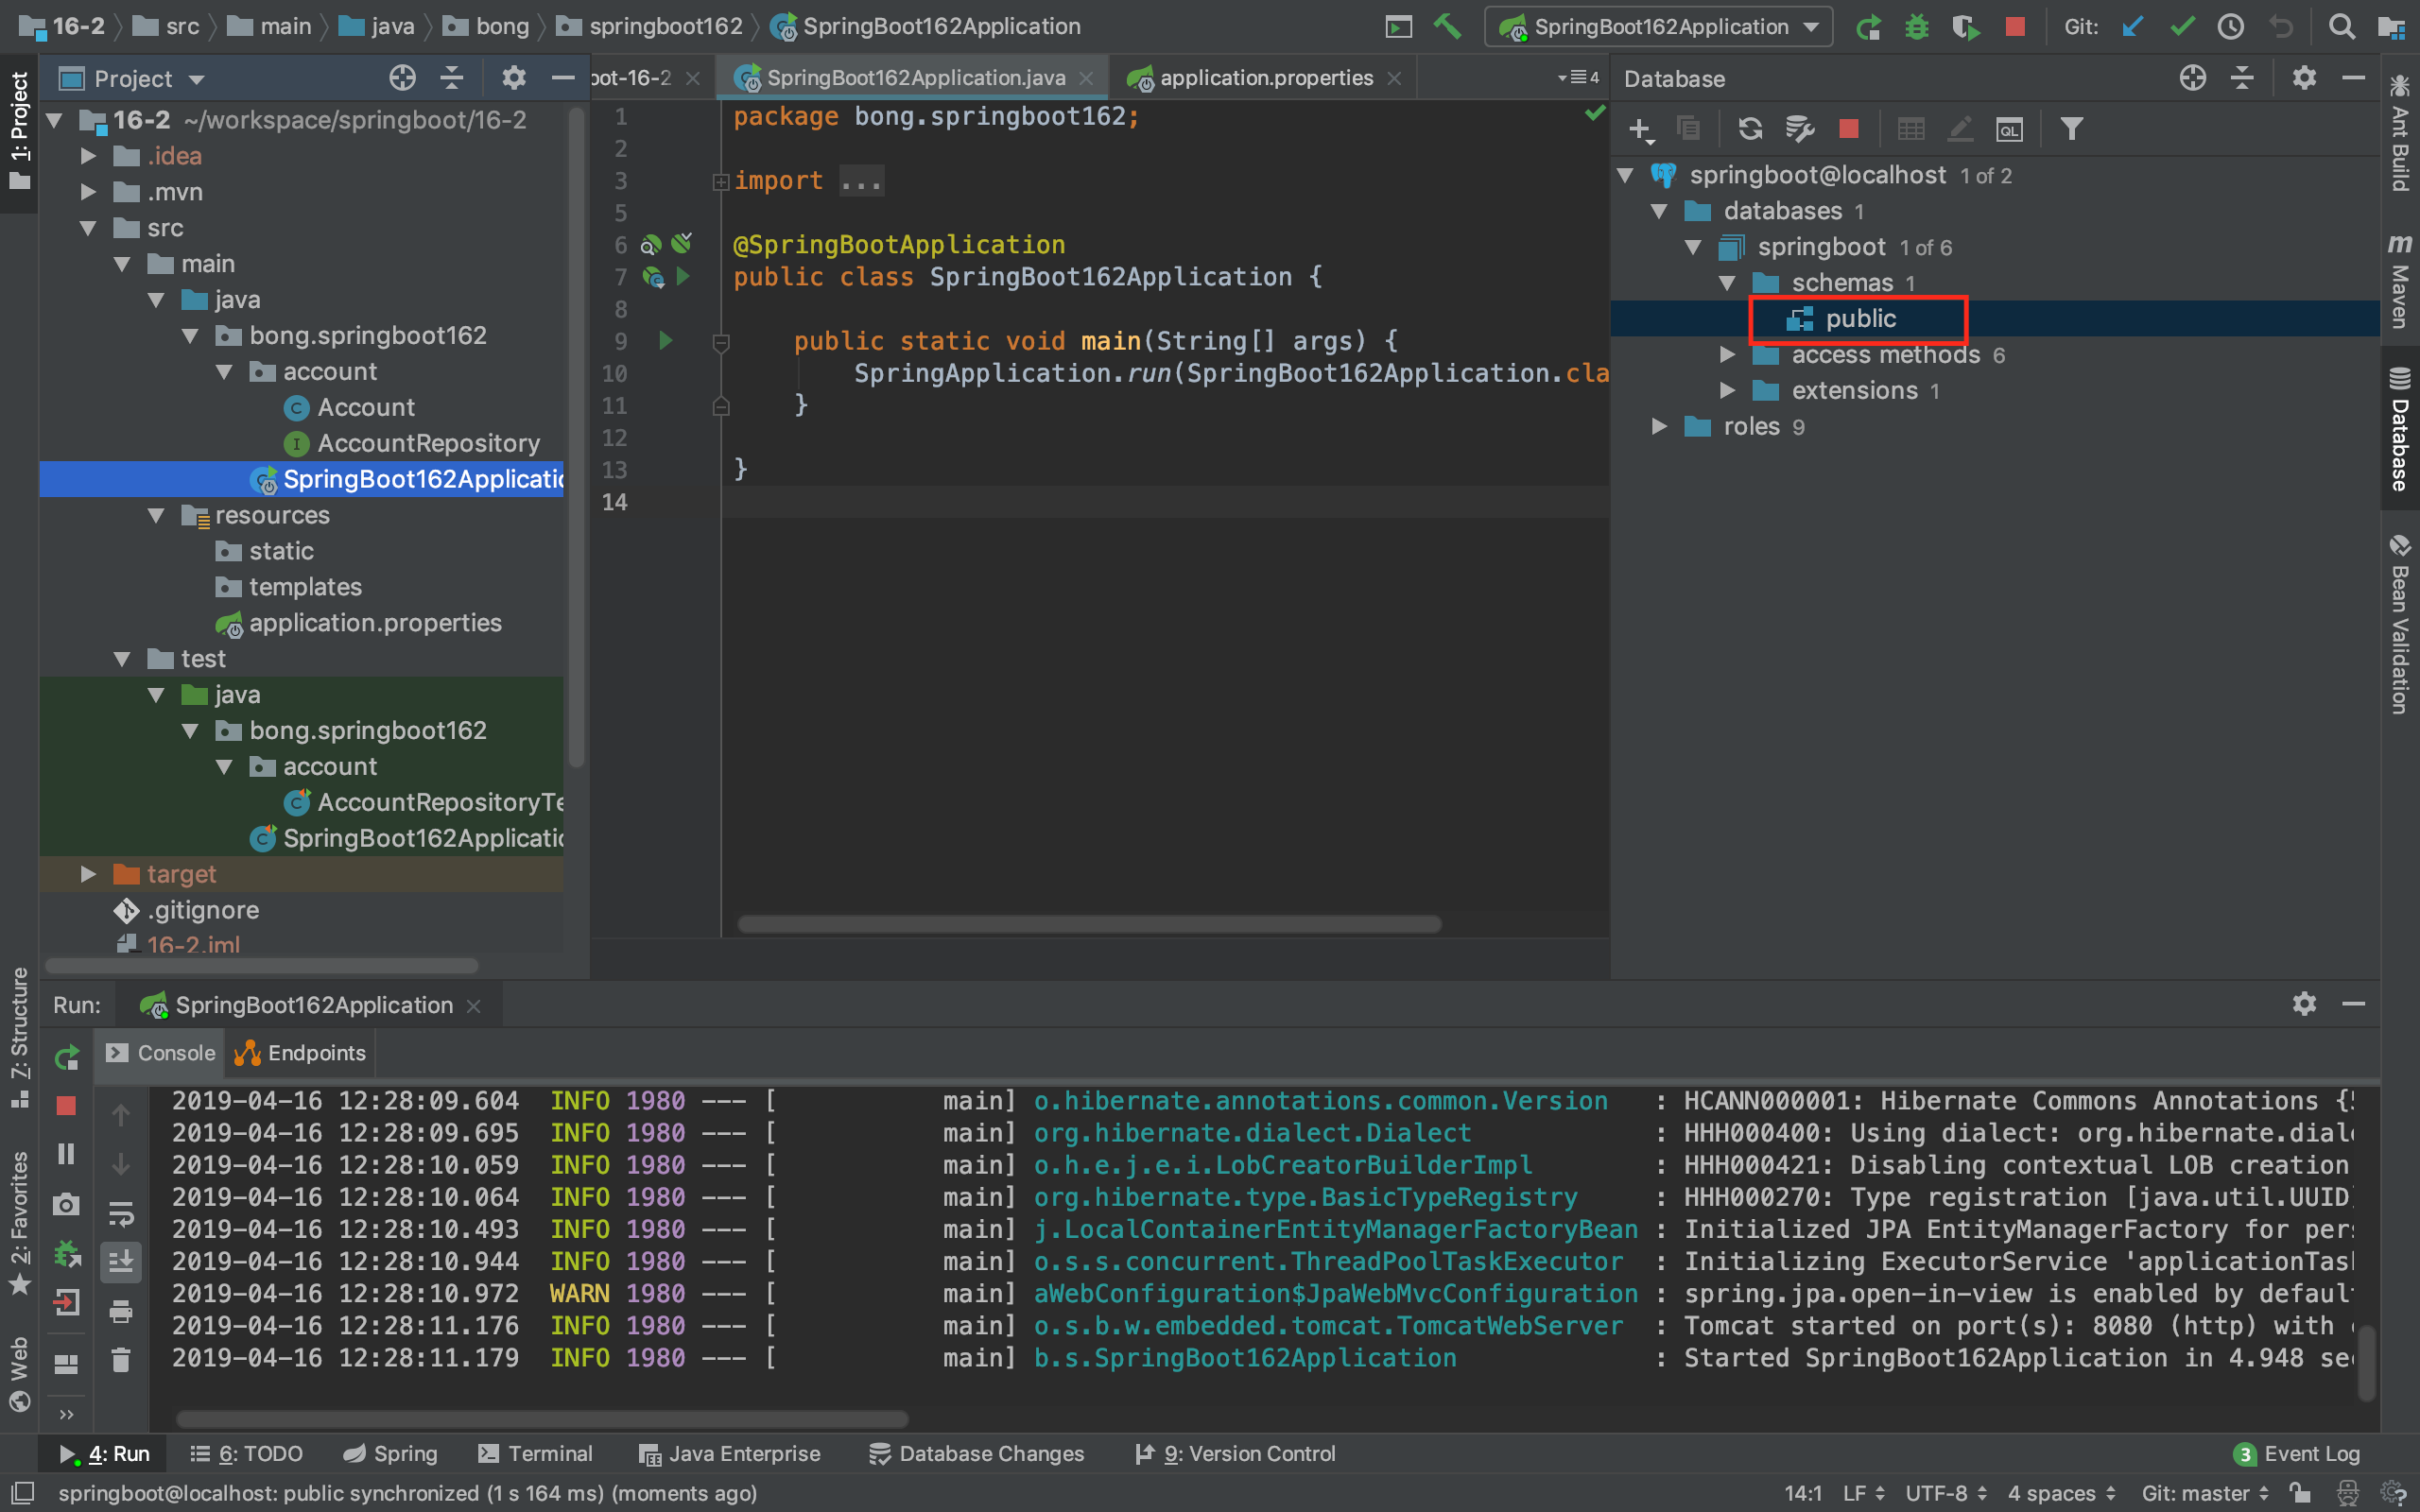 16-2 src main java bong springboot162 SpringBoot162Application
SpringBoot162Application Git:
Project
16-2 ~/workspace/springboot/16-2
.idea
.mvn
src
main
java
bong.springboot162
account
Account
AccountRepository
SpringBoot162Applicatio
resources
static
templates
application.properties
test
java
bong.springboot162
account
AccountRepositoryTe
SpringBoot162Applicatio
target
.gitignore
16-2.iml
1: Project
7: Structure
2: Favorites
Web
oot-16-2 SpringBoot162Application.java application.properties 4
1 package bong.springboot162;
2
3 import ...
5
6 @SpringBootApplication
7 public class SpringBoot162Application {
8
9 public static void main(String[] args) {
10 SpringApplication.run(SpringBoot162Application.cla
11 }
12
13 }
14
Database
QL
springboot@localhost 1 of 2
databases 1
springboot 1 of 6
schemas 1
public
access methods 6
extensions 1
roles 9
Ant Build
Maven
Database
Bean Validation
Run: SpringBoot162Application
Console Endpoints
2019-04-16 12:28:09.604 INFO 1980 --- [ main] o.hibernate.annotations.common.Version : HCANN000001: Hibernate Commons Annotations {5
2019-04-16 12:28:09.695 INFO 1980 --- [ main] org.hibernate.dialect.Dialect : HHH000400: Using dialect: org.hibernate.diale
2019-04-16 12:28:10.059 INFO 1980 --- [ main] o.h.e.j.e.i.LobCreatorBuilderImpl : HHH000421: Disabling contextual LOB creation
2019-04-16 12:28:10.064 INFO 1980 --- [ main] org.hibernate.type.BasicTypeRegistry : HHH000270: Type registration [java.util.UUID]
2019-04-16 12:28:10.493 INFO 1980 --- [ main] j.LocalContainerEntityManagerFactoryBean : Initialized JPA EntityManagerFactory for pers
2019-04-16 12:28:10.944 INFO 1980 --- [ main] o.s.s.concurrent.ThreadPoolTaskExecutor : Initializing ExecutorService 'applicationTask
2019-04-16 12:28:10.972 WARN 1980 --- [ main] aWebConfiguration$JpaWebMvcConfiguration : spring.jpa.open-in-view is enabled by default
2019-04-16 12:28:11.176 INFO 1980 --- [ main] o.s.b.w.embedded.tomcat.TomcatWebServer : Tomcat started on port(s): 8080 (http) with c
2019-04-16 12:28:11.179 INFO 1980 --- [ main] b.s.SpringBoot162Application : Started SpringBoot162Application in 4.948 sec
4: Run 6: TODO Spring Terminal Java Enterprise Database Changes 9: Version Control 3 Event Log
springboot@localhost: public synchronized (1 s 164 ms) (moments ago) 14:1 LF UTF-8 4 spaces Git: master